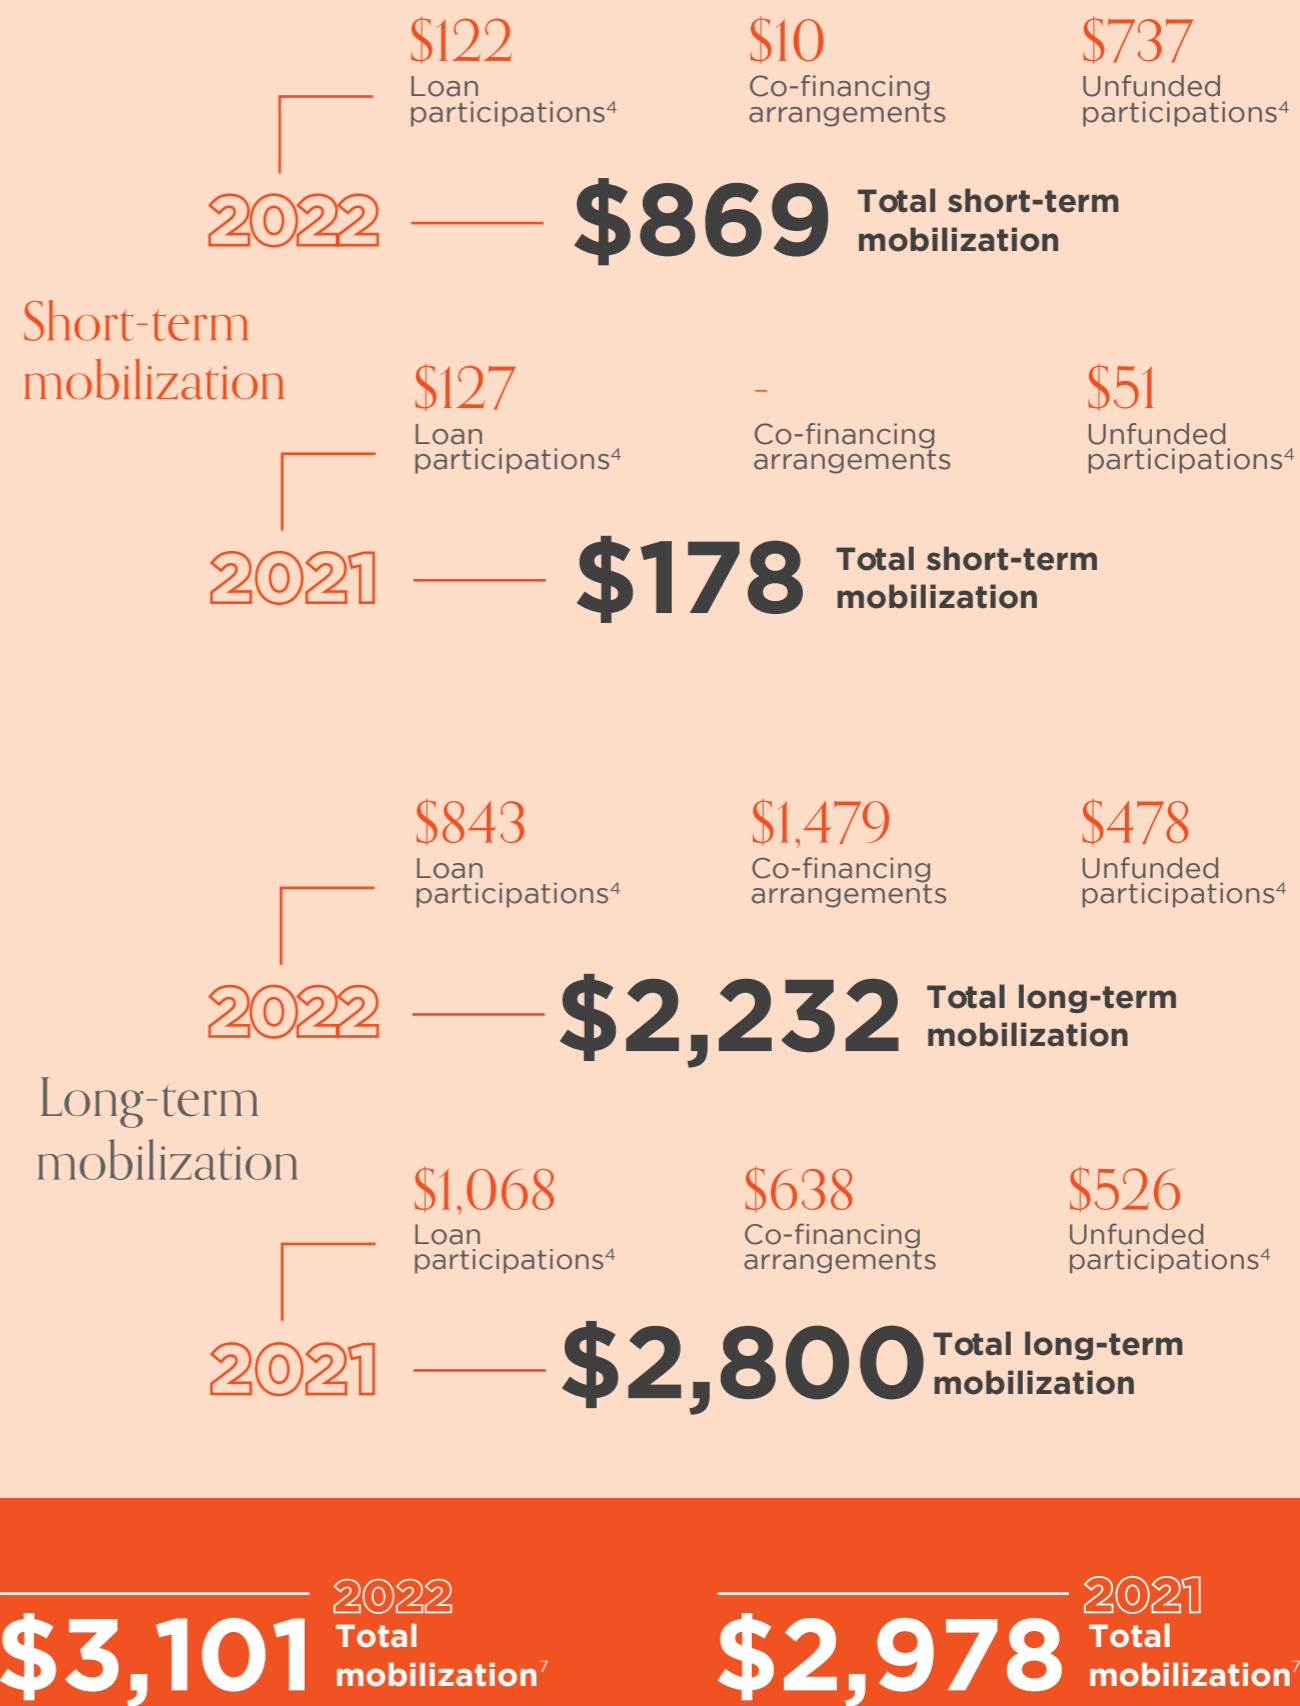 $122
Loan
participations4
$10
Co-financing
arrangements
$737
Unfunded
participations4
2022
$869
Total short-term
mobilization
Short-term
mobilization
$127
Loan
participations4
-
Co-financing
arrangements
$51
Unfunded
participations4
2021
$178
Total short-term
mobilization
$843
Loan
participations4
$1,479
Co-financing
arrangements
$478
Unfunded
participations4
2022
$2,232
Total long-term
mobilization
Long-term
mobilization
$1,068
Loan
participations4
$638
Co-financing
arrangements
$526
Unfunded
participations4
2021
$2,800
Total long-term
mobilization
2022
$3,101
Total
mobilization7
2021
$2,978
Total
mobilization7